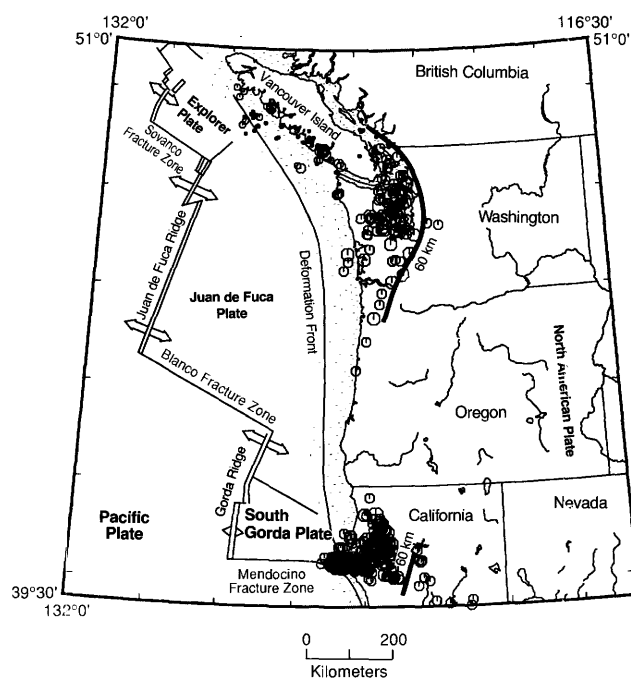 132°0'
116°30'
51°0'
51°0'
British Columbia
Vancouver Island
Explorer
Plate
Sovanco
Fracture Zone
Washington
Juan de Fuca Ridge
60 km
Deformation Front
Juan de Fuca
Plate
North American Plate
Blanco Fracture Zone
Oregon
Gorda Ridge
California
Nevada
Pacific
Plate
South
Gorda Plate
60 km
Mendocino
Fracture Zone
39°30'
132°0'
0 200
Kilometers